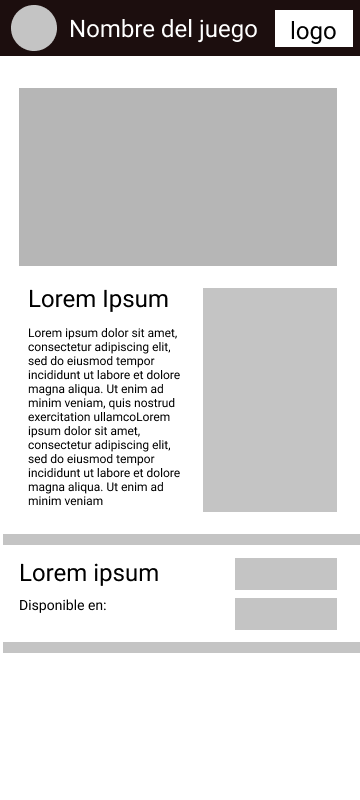 Nombre del juego
logo
Lorem Ipsum
Lorem ipsum dolor sit amet,
consectetur adipiscing elit,
sed do eiusmod tempor
incididunt ut labore et dolore
magna aliqua. Ut enim ad
minim veniam, quis nostrud
exercitation ullamcoLorem
ipsum dolor sit amet,
consectetur adipiscing elit,
sed do eiusmod tempor
incididunt ut labore et dolore
magna aliqua. Ut enim ad
minim veniam
Lorem ipsum
Disponible en: